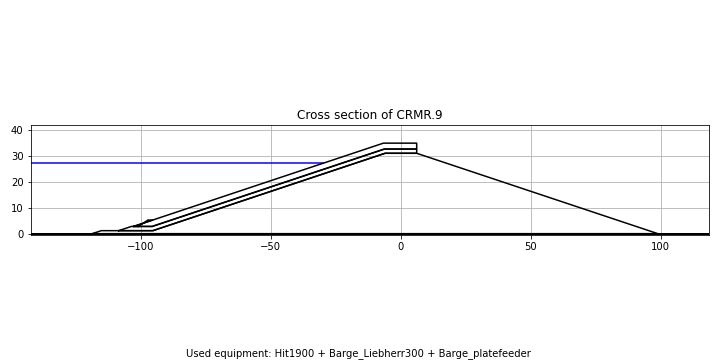 Cross section of CRMR.9
40
30
20
10
0
−100 −50 0 50 100
Used equipment: Hit1900 + Barge_Liebherr300 + Barge_platefeeder